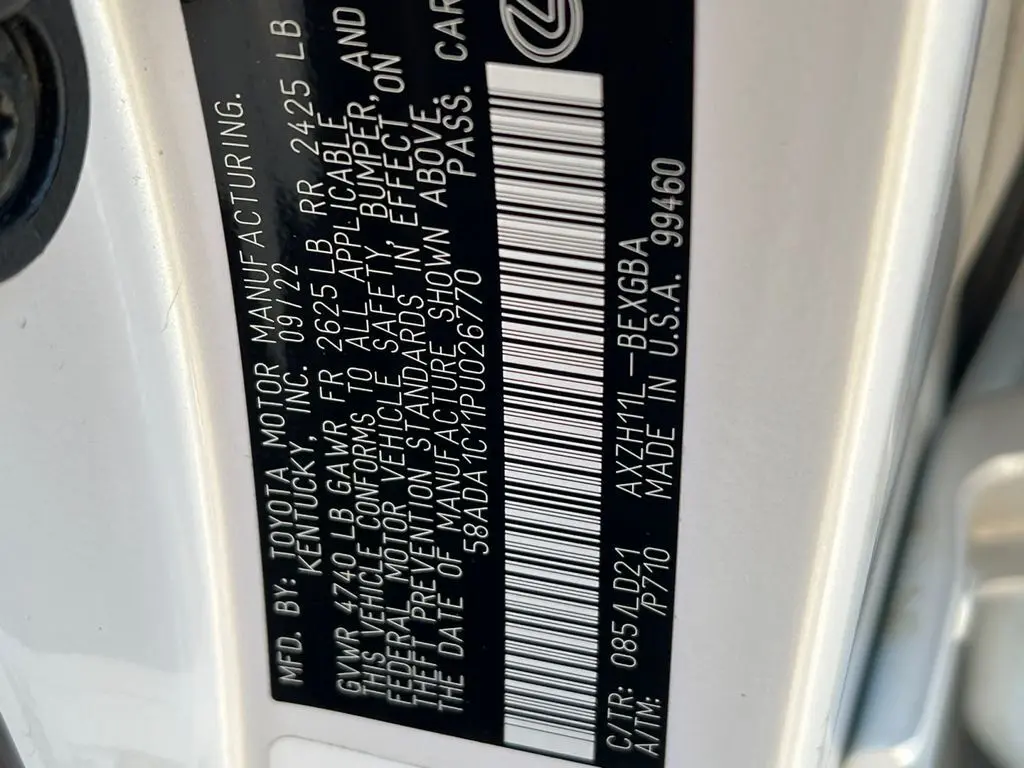 MFD. BY: TOYOTA MOTOR MANUFACTURING.
KENTUCKY, INC. 09/22
GVWR 4740 LB GAWR FR 2625LB RR 2425 LB
THIS VEHICLE CONFORMS TO ALL APPLICABLE
FEDERAL MOTOR VEHICLE SAFETY, BUMPER, AND
THEFT PREVENTION STANDARDS IN EFFECT ON
THE DATE OF MANUFACTURE SHOWN ABOVE.
58ADA1C11PU026770 PASS. CAR
C/TR: 085/LD21 AXZH11L-BEXGBA
A/TM: /P710 MADE IN U.S.A. 99460